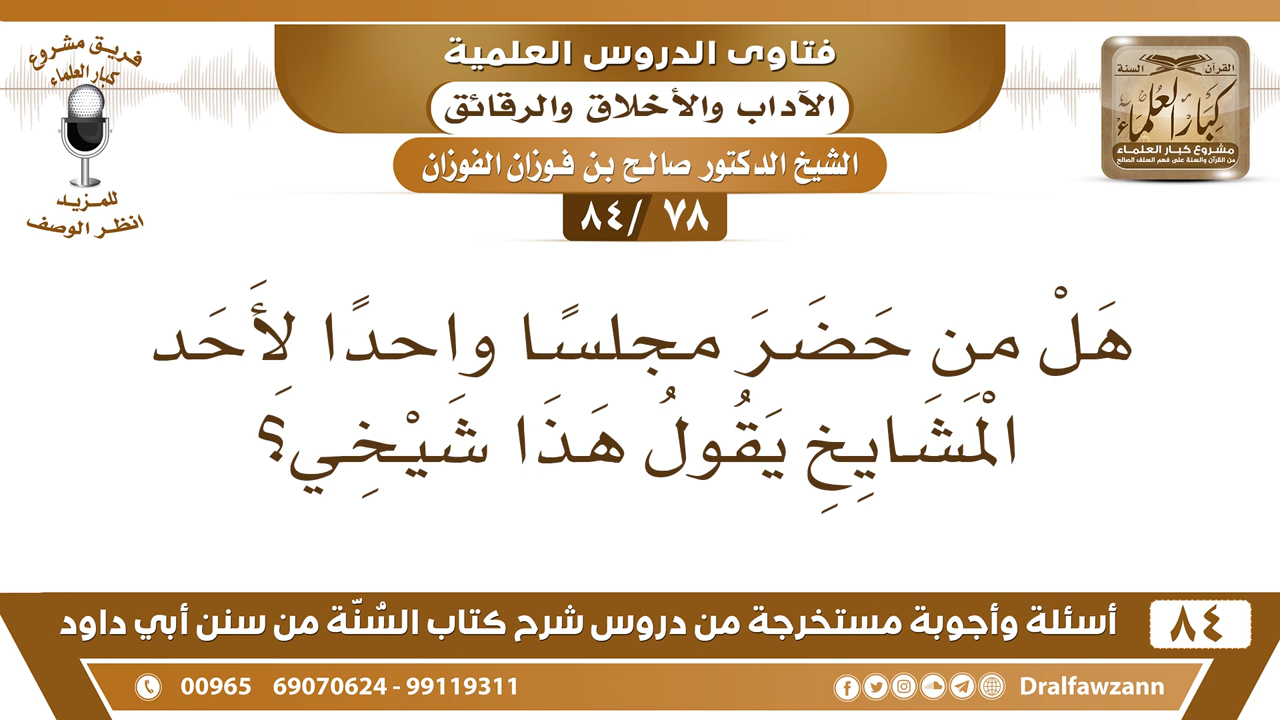 فريق مشروع
كبار العلماء
للمزيد
انظر الوصف
فتاوى الدروس العلمية
الآداب والأخلاق والرقائق
الشيخ الدكتور صالح بن فوزان الفوزان
٧٨ / ٨٤
القرآن السنة
كبار العلماء
مشروع كبار العلماء
من القرآن والسنة على فهم السلف الصالح
هَلْ من حَضَرَ مجلسًا واحدًا لأَحَد
الْمَشَايِخِ يَقُولُ هَذَا شَيْخِي؟
٨٤
أسئلة وأجوبة مستخرجة من دروس شرح كتاب السُّنّة من سنن أبي داود
00965 69070624 - 99119311
Dralfawzann